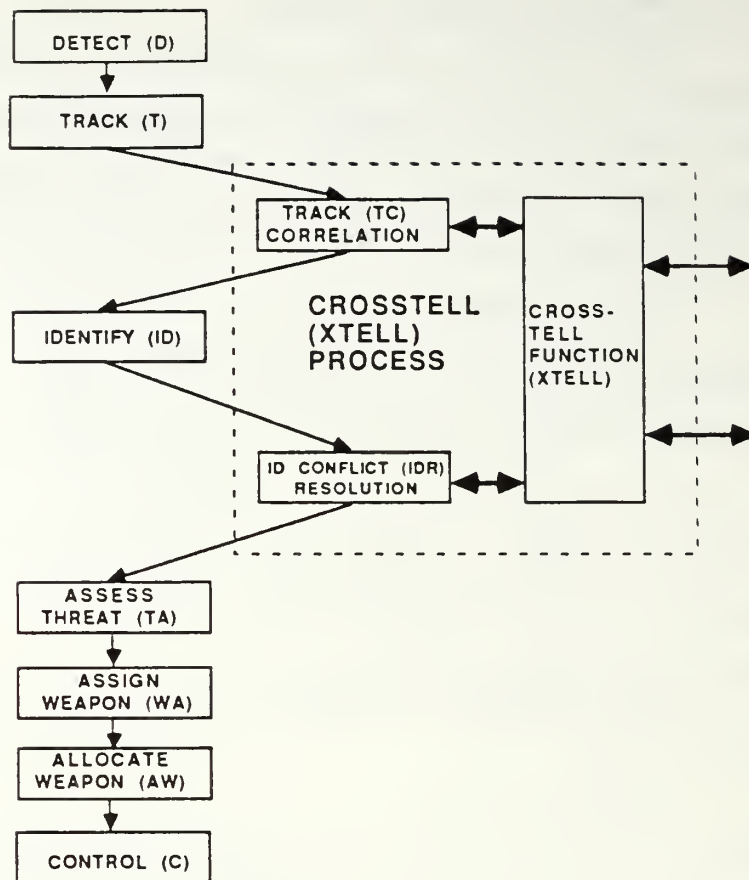 DETECT (D)
TRACK (T)
TRACK (TC)
CORRELATION
IDENTIFY (ID)
CROSSTELL
(XTELL)
PROCESS
CROSS-
TELL
FUNCTION
(XTELL)
ID CONFLICT (IDR)
RESOLUTION
ASSESS
THREAT (TA)
ASSIGN
WEAPON (WA)
ALLOCATE
WEAPON (AW)
CONTROL (C)